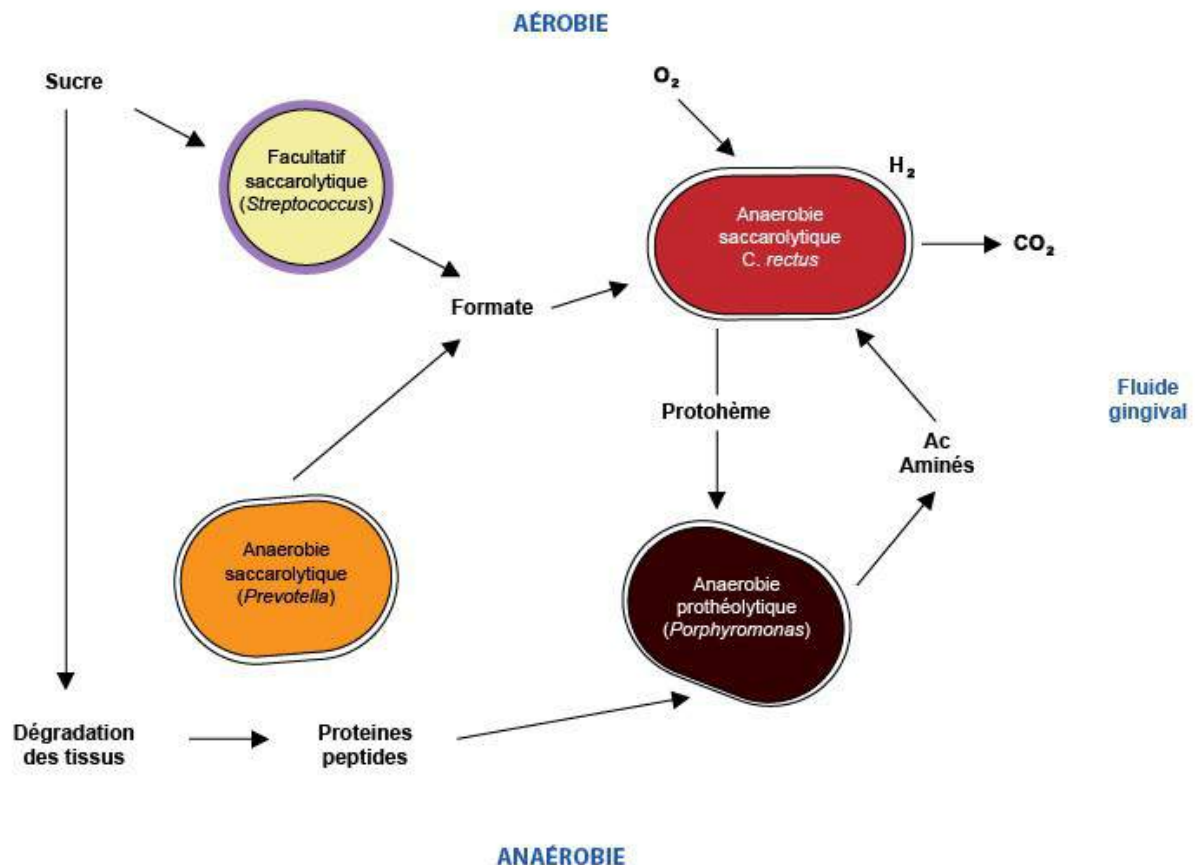 AÉROBIE
Sucre
O₂
Facultatif
saccarolytique
(Streptococcus)
H₂
Anaerobie
saccarolytique
C. rectus
CO₂
Formate
Protohème
Fluide
gingival
Ac
Aminés
Anaerobie
saccarolytique
(Prevotella)
Anaerobie
prothéolytique
(Porphyromonas)
Dégradation
des tissus
Proteines
peptides
ANAÉROBIE